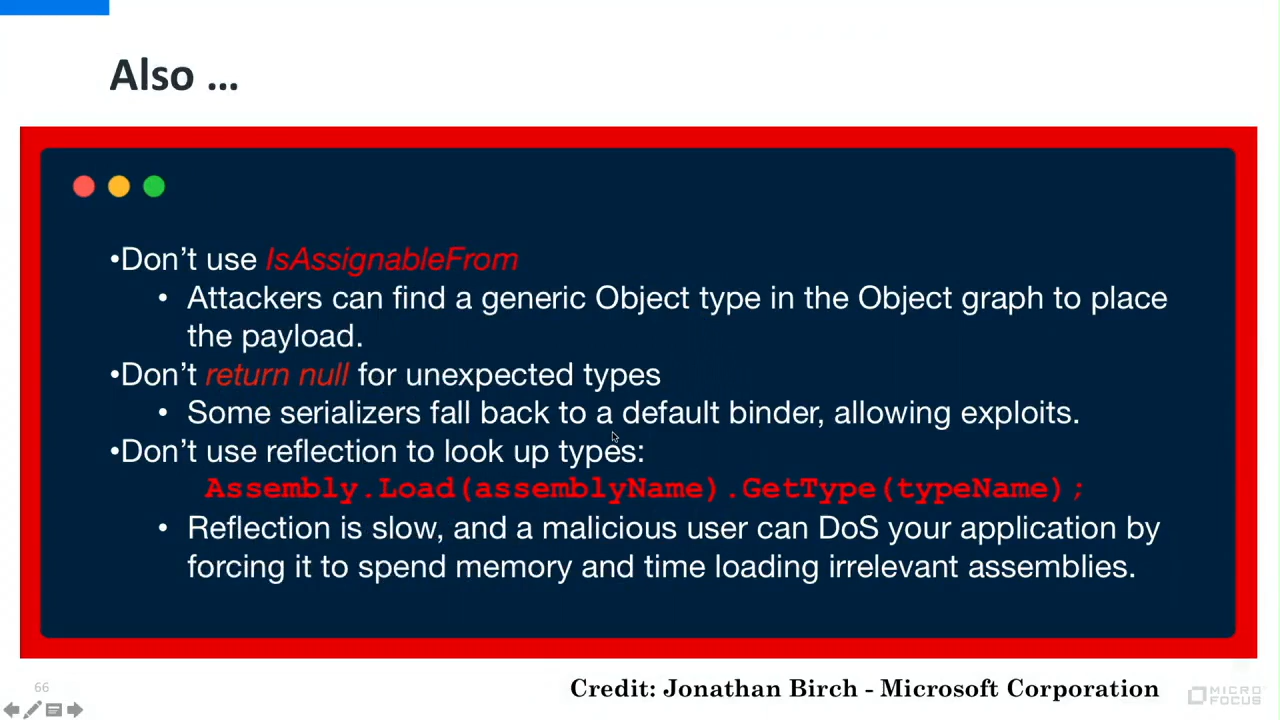 Also ...
•Don't use IsAssignableFrom
• Attackers can find a generic Object type in the Object graph to place
the payload.
•Don't return null for unexpected types
• Some serializers fall back to a default binder, allowing exploits.
•Don't use reflection to look up types:
Assembly.Load(assemblyName).GetType(typeName);
• Reflection is slow, and a malicious user can DoS your application by
forcing it to spend memory and time loading irrelevant assemblies.
66
Credit: Jonathan Birch - Microsoft Corporation
MICRO
FOCUS